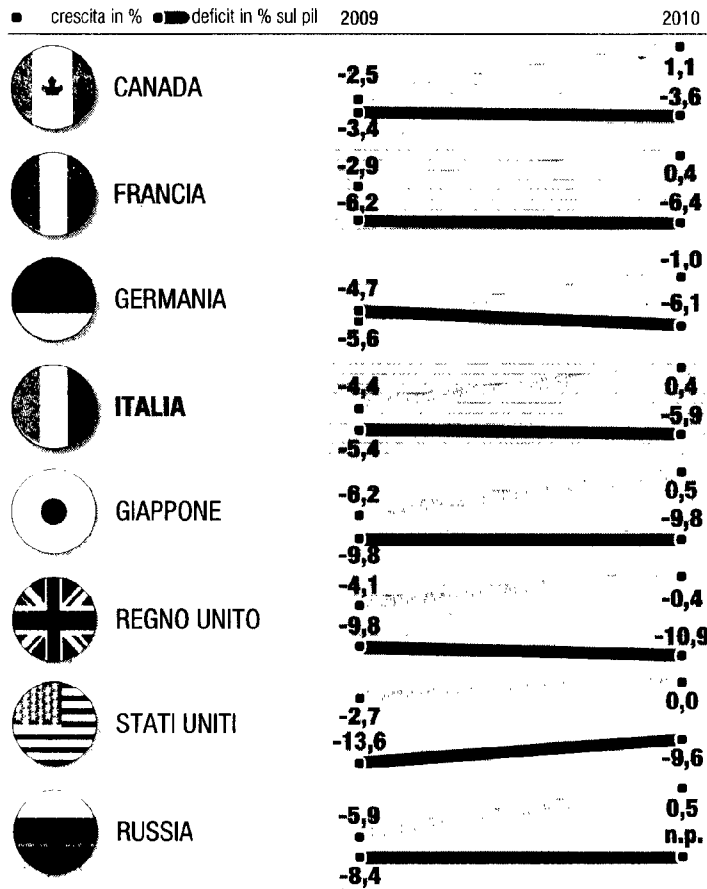 crescita in % deficit in % sul pil 2009 2010
CANADA -2,5 1,1
-3,4 -3,6
FRANCIA -2,9 0,4
-6,2 -6,4
GERMANIA -4,7 -1,0
-5,6 -6,1
ITALIA -4,4 0,4
-5,4 -5,9
GIAPPONE -6,2 0,5
-9,8 -9,8
REGNO UNITO -4,1 -0,4
-9,8 -10,9
STATI UNITI -2,7 0,0
-13,6 -9,6
RUSSIA -5,9 0,5
-8,4 n.p.